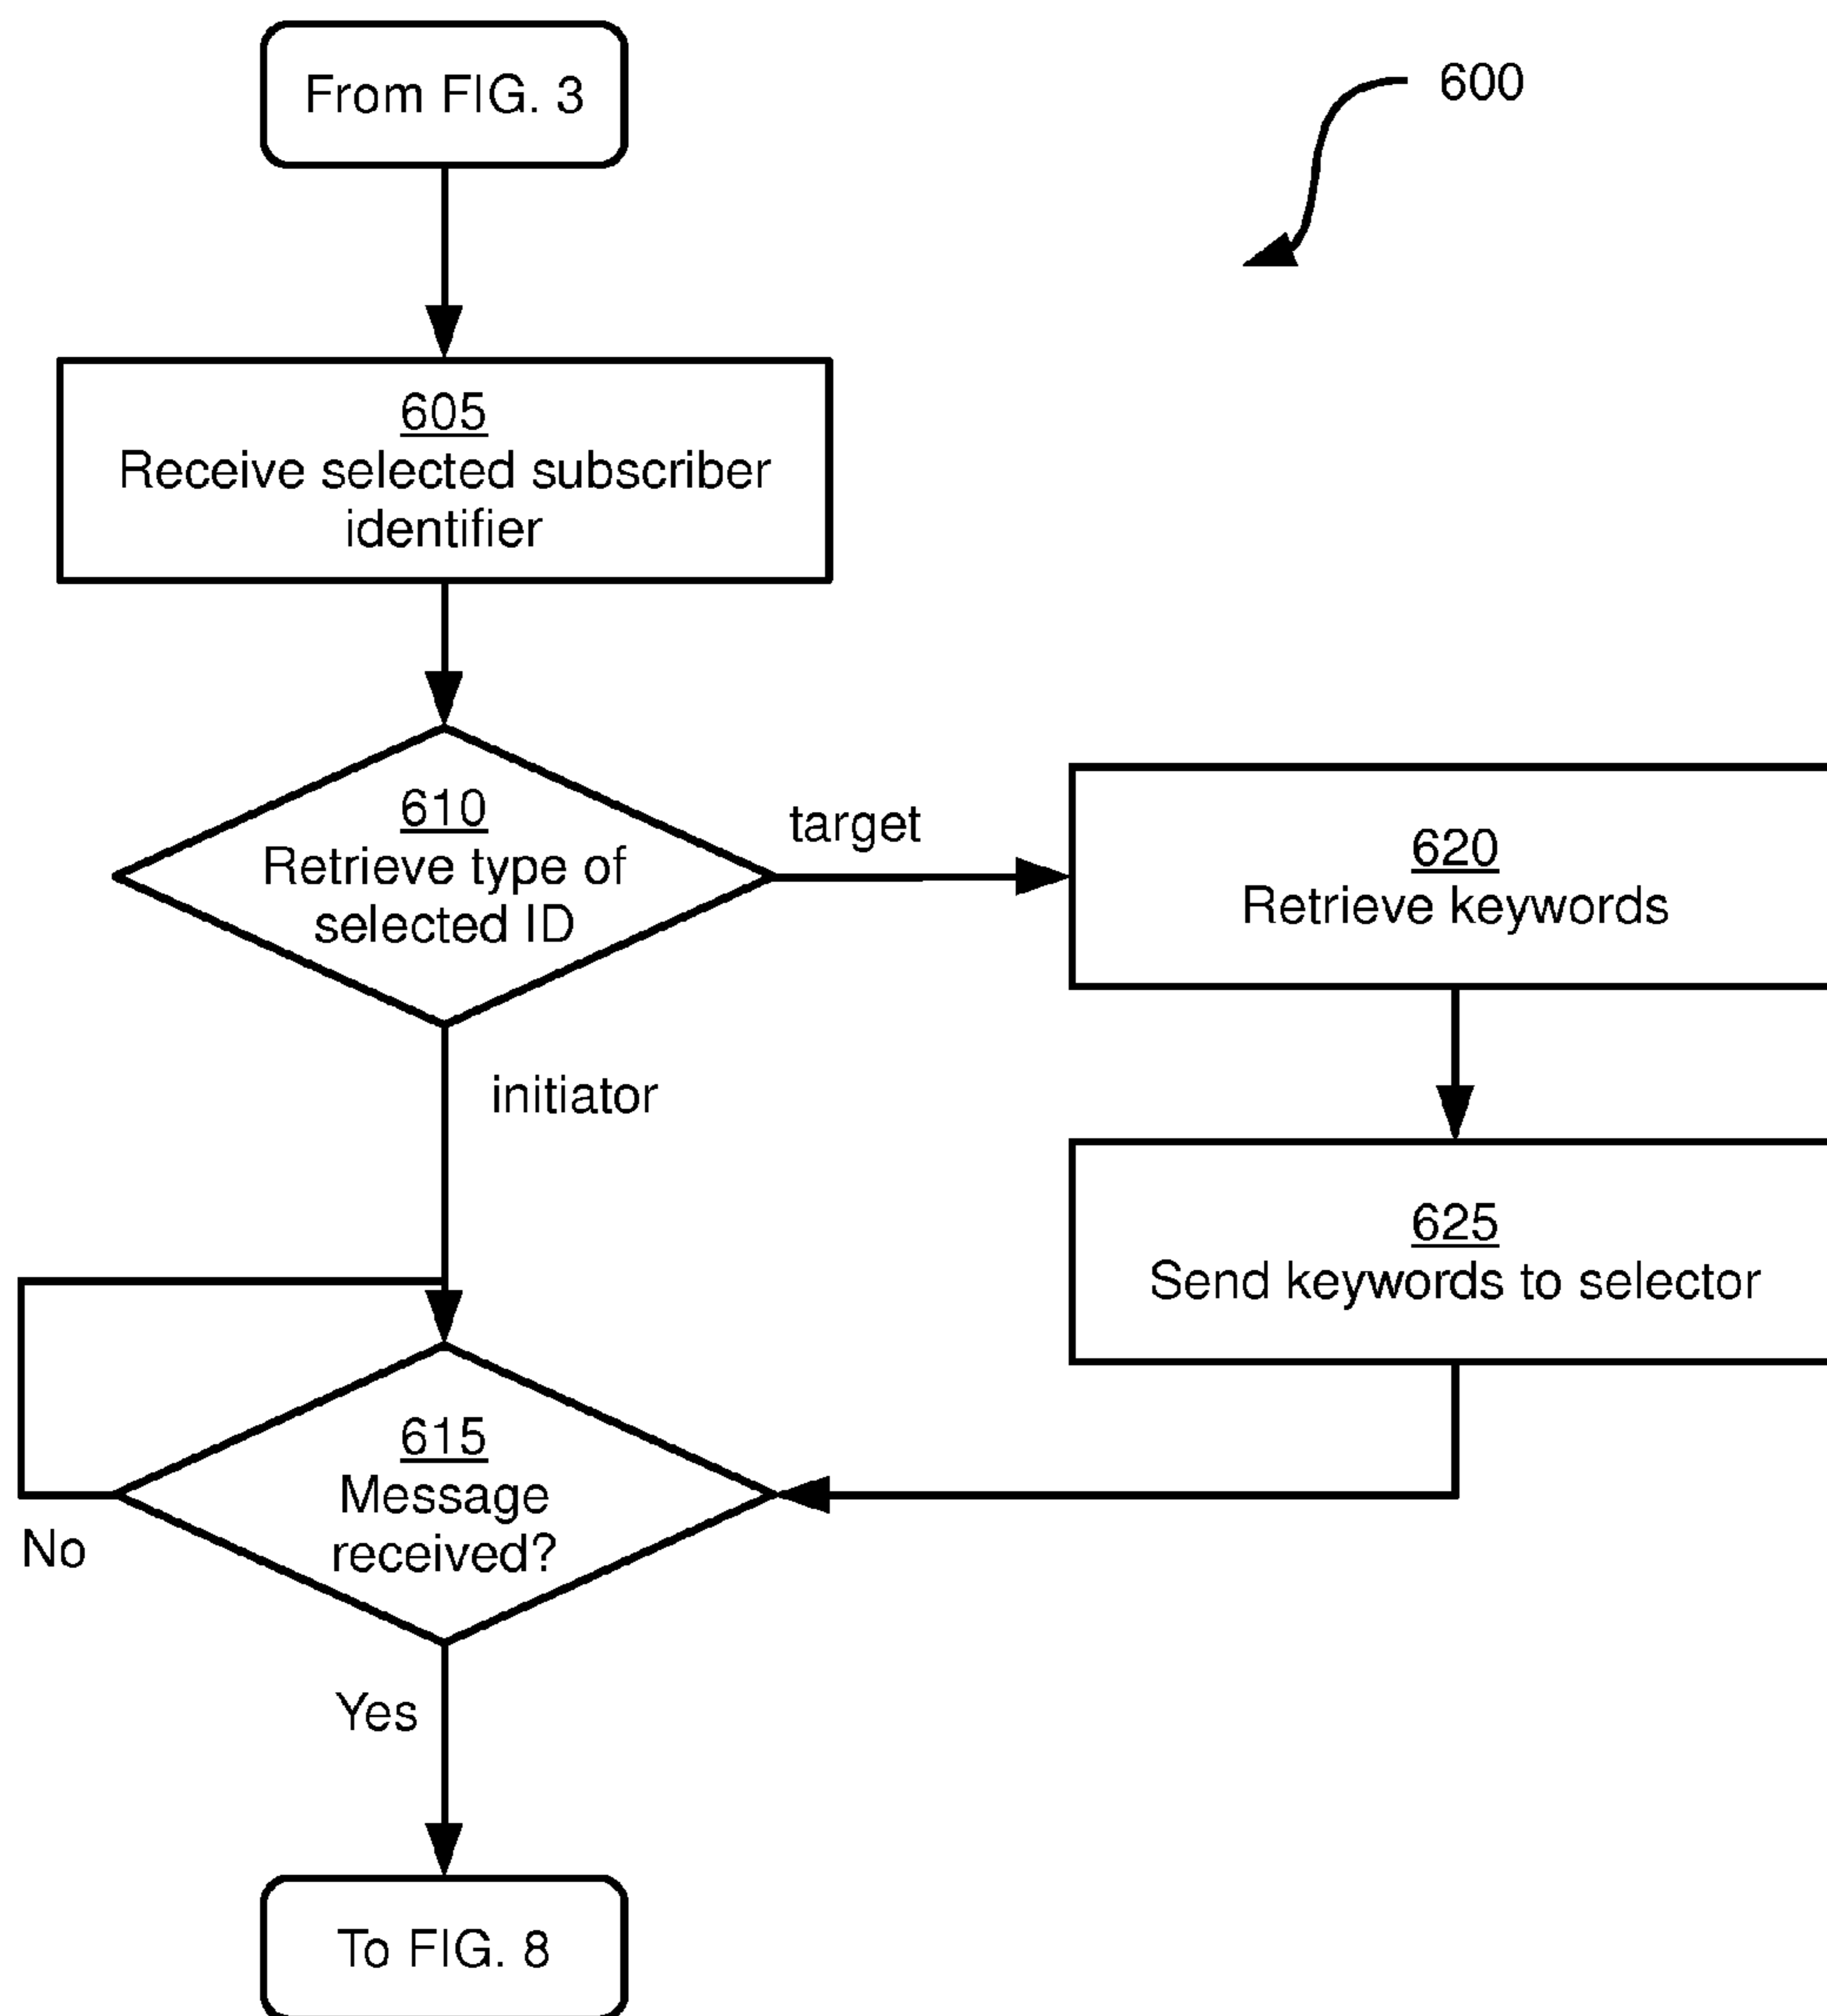 From FIG. 3
600
605
Receive selected subscriber
identifier
610
Retrieve type of
selected ID
target
620
Retrieve keywords
initiator
625
Send keywords to selector
615
Message
received?
No
Yes
To FIG. 8